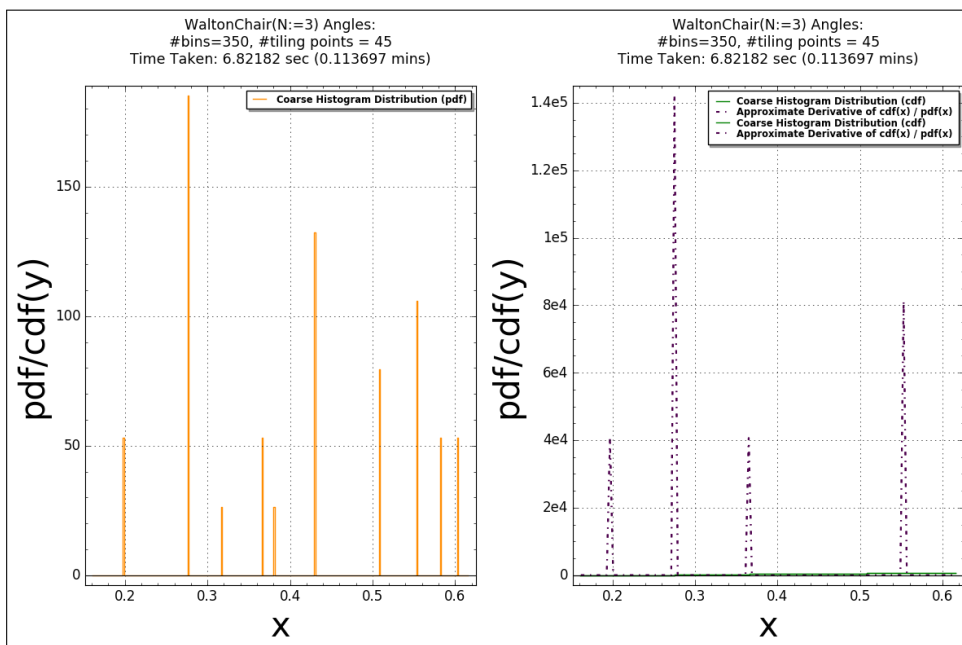 WaltonChair(N:=3) Angles:
#bins=350, #tiling points = 45
Time Taken: 6.82182 sec (0.113697 mins)
Coarse Histogram Distribution (pdf)
pdf/cdf(y)
150
100
50
0
0.2 0.3 0.4 0.5 0.6
x
WaltonChair(N:=3) Angles:
#bins=350, #tiling points = 45
Time Taken: 6.82182 sec (0.113697 mins)
Coarse Histogram Distribution (cdf)
Approximate Derivative of cdf(x) / pdf(x)
Coarse Histogram Distribution (cdf)
Approximate Derivative of cdf(x) / pdf(x)
pdf/cdf(y)
1.4e5
1.2e5
1e5
8e4
6e4
4e4
2e4
0
0.2 0.3 0.4 0.5 0.6
x